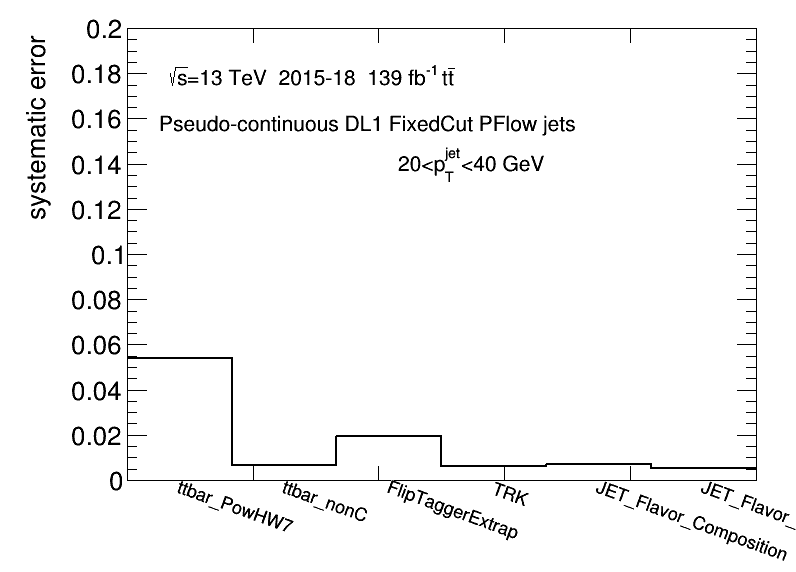 systematic error
0.2
0.18
0.16
0.14
0.12
0.1
0.08
0.06
0.04
0.02
0
√s=13 TeV 2015-18 139 fb⁻¹ tt̄
Pseudo-continuous DL1 FixedCut PFlow jets
20<p_T^jet<40 GeV
ttbar_PowHW7
ttbar_nonC
FlipTaggerExtrap
TRK
JET_Flavor_Composition
JET_Flavor_